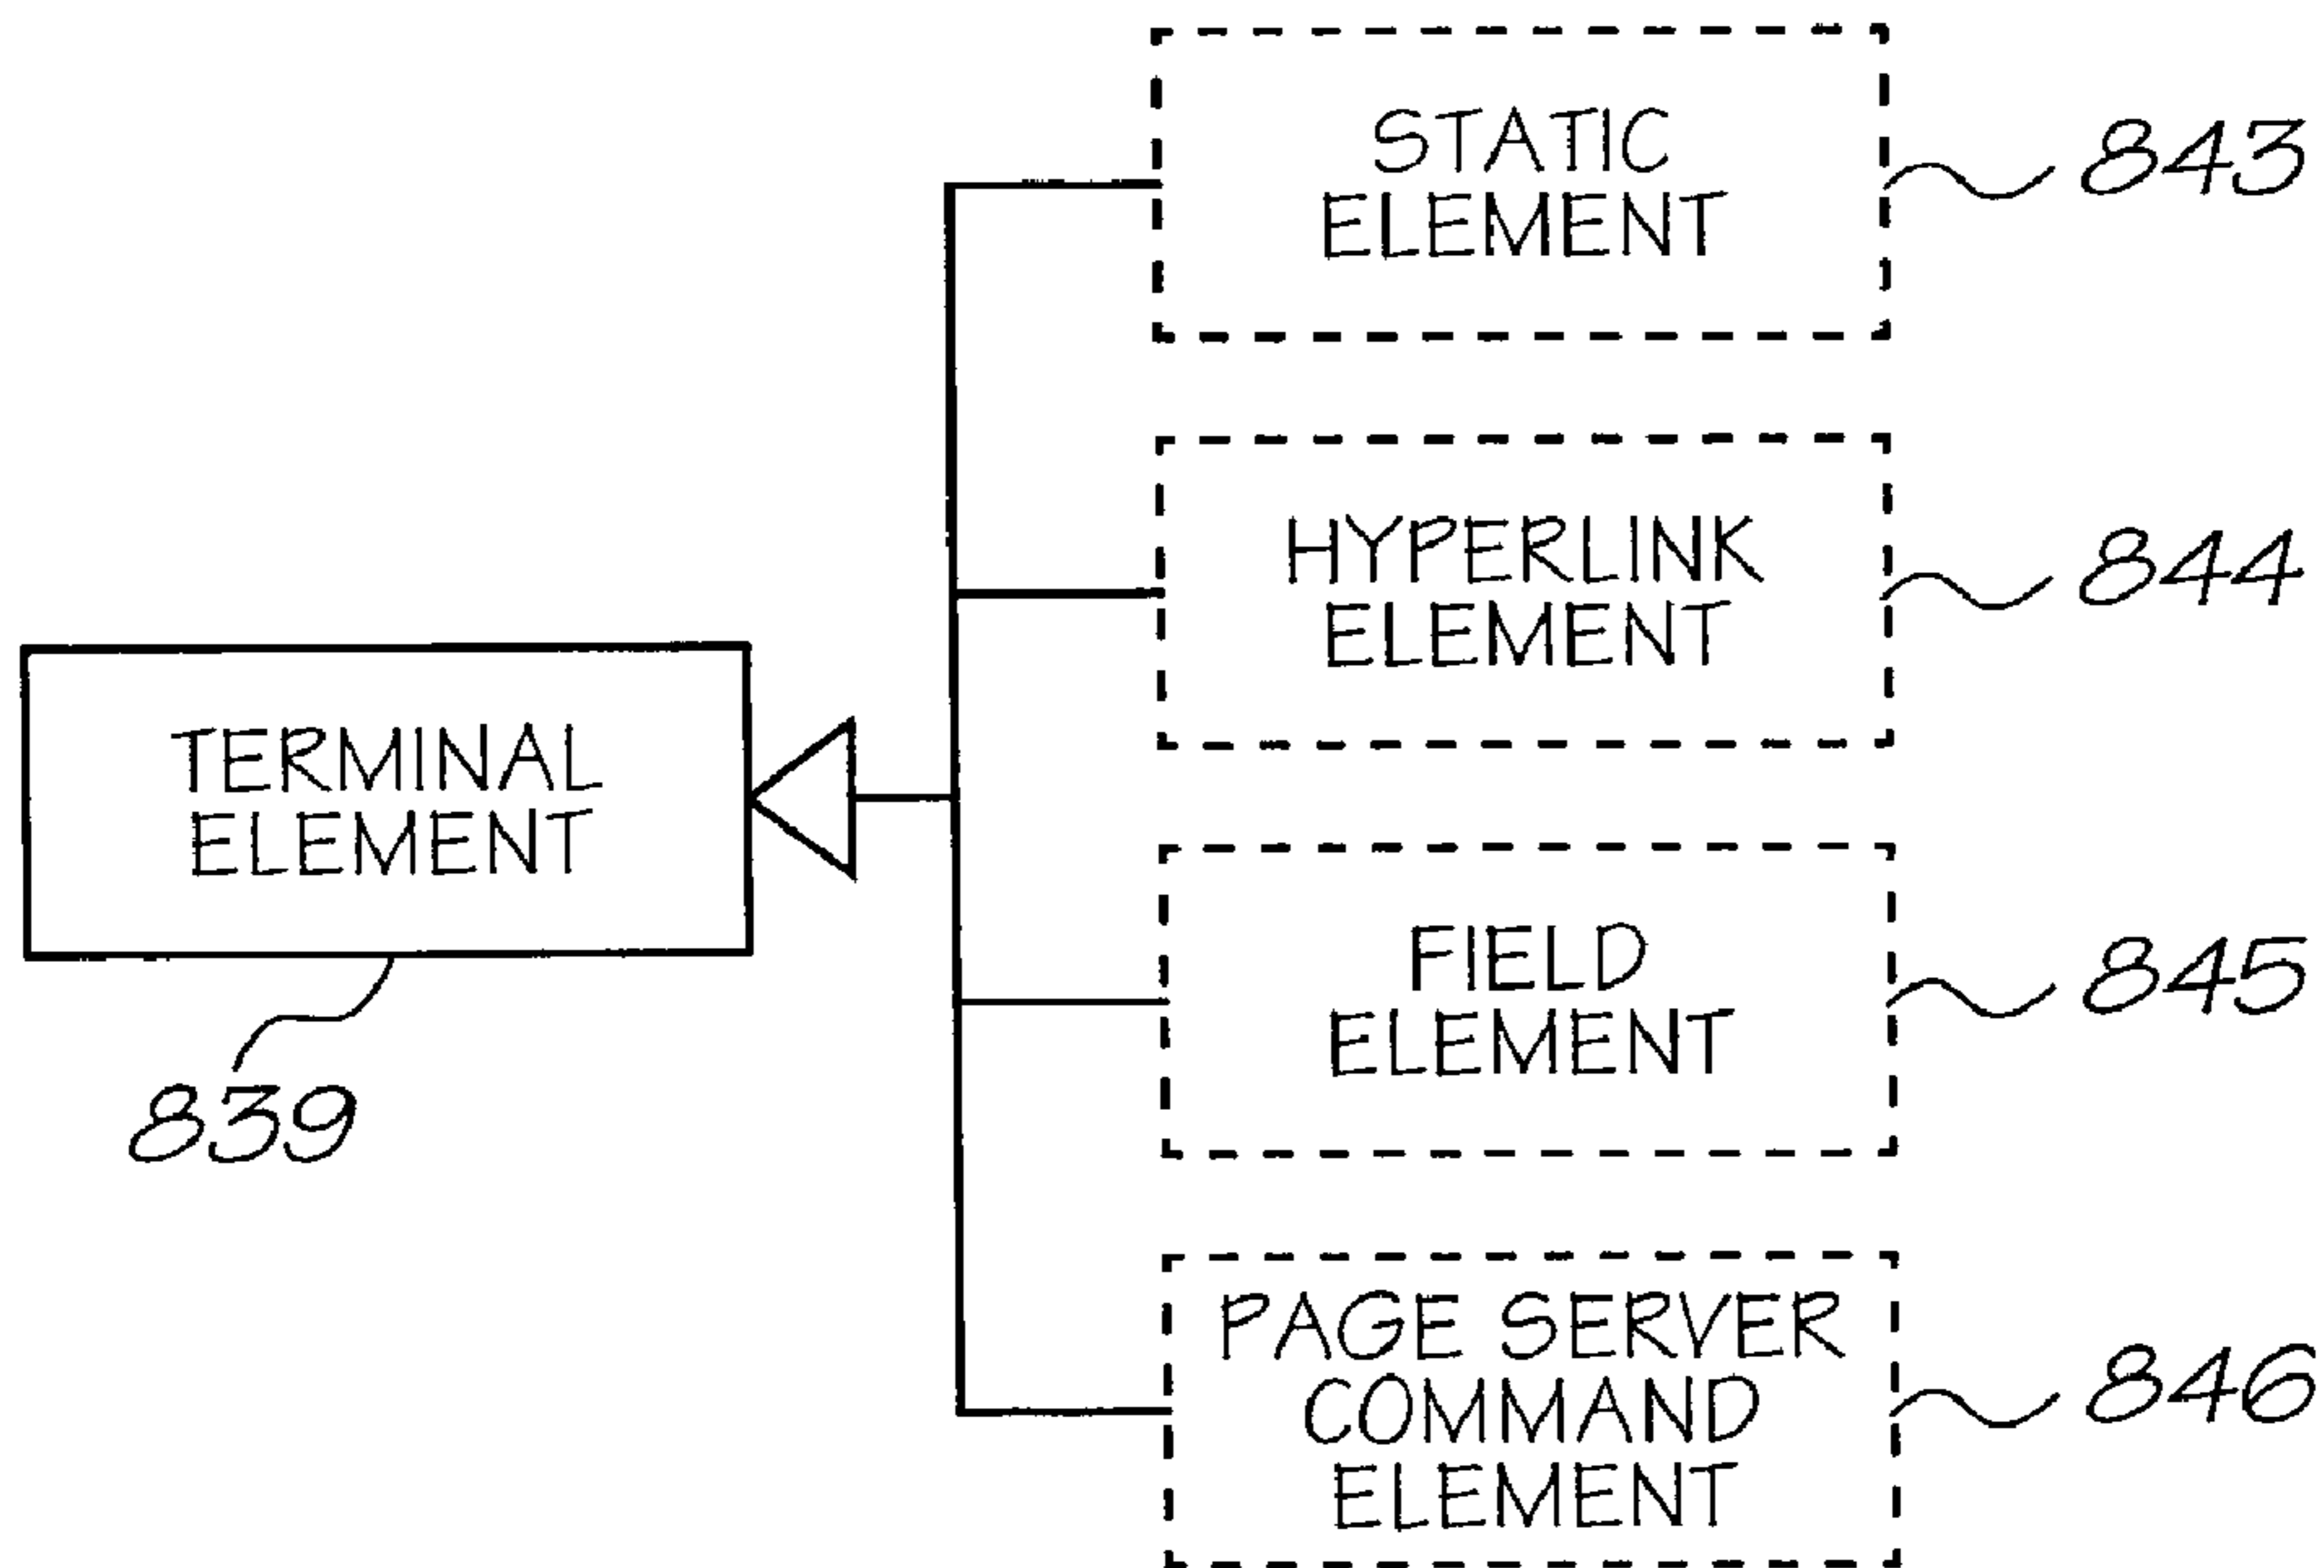 STATIC
ELEMENT
843
HYPERLINK
ELEMENT
844
TERMINAL
ELEMENT
839
FIELD
ELEMENT
845
PAGE SERVER
COMMAND
ELEMENT
846